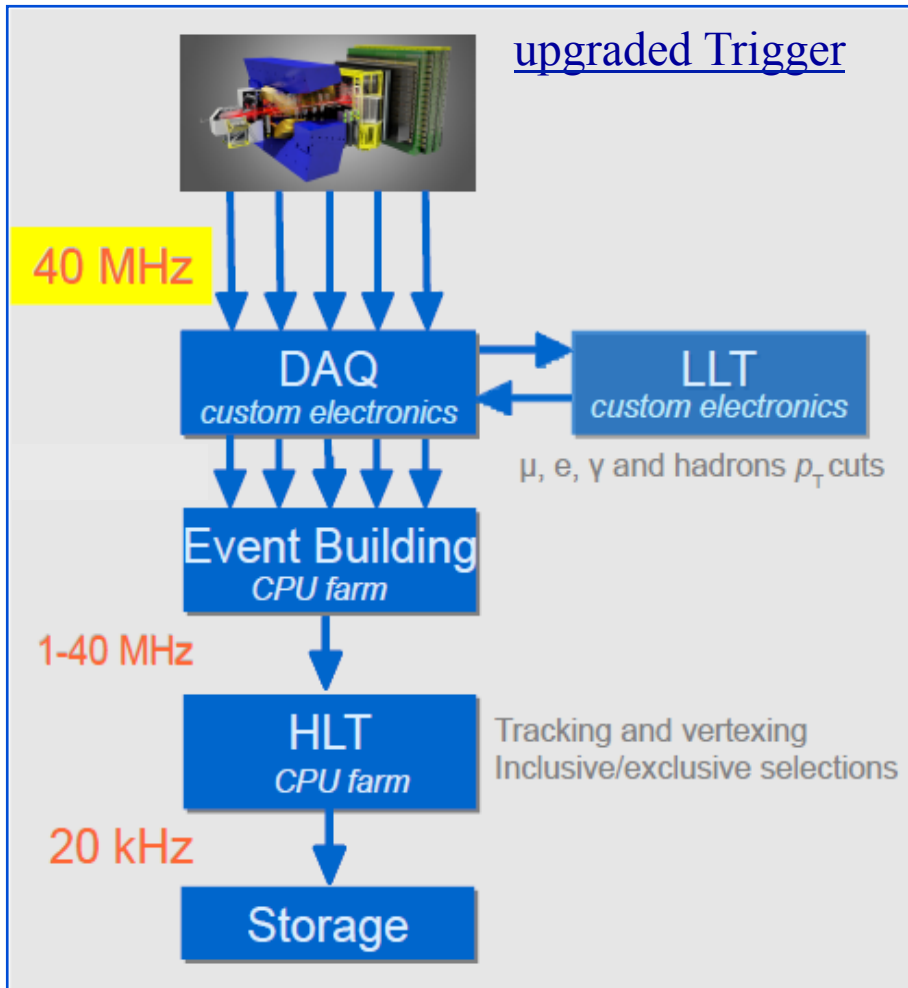 upgraded Trigger
40 MHz
DAQ
custom electronics
LLT
custom electronics
μ, e, γ and hadrons p_T cuts
Event Building
CPU farm
1-40 MHz
HLT
CPU farm
Tracking and vertexing
Inclusive/exclusive selections
20 kHz
Storage